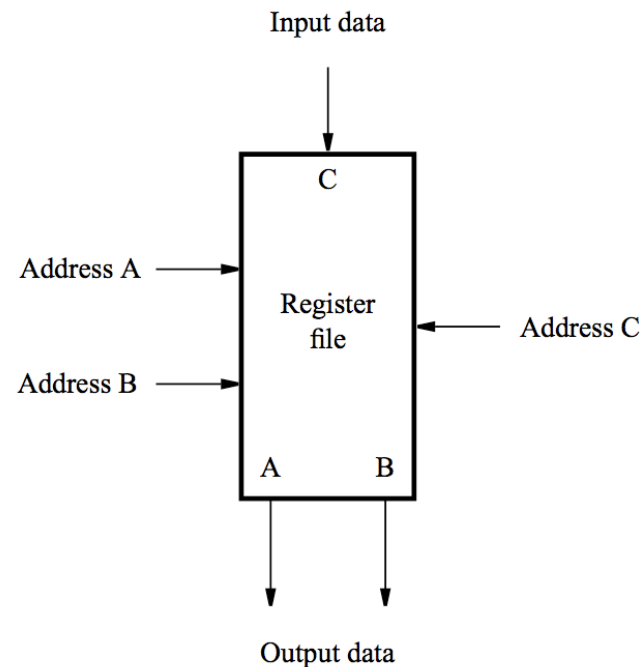 Input data
C
Address A
Register
file
Address C
Address B
A
B
Output data